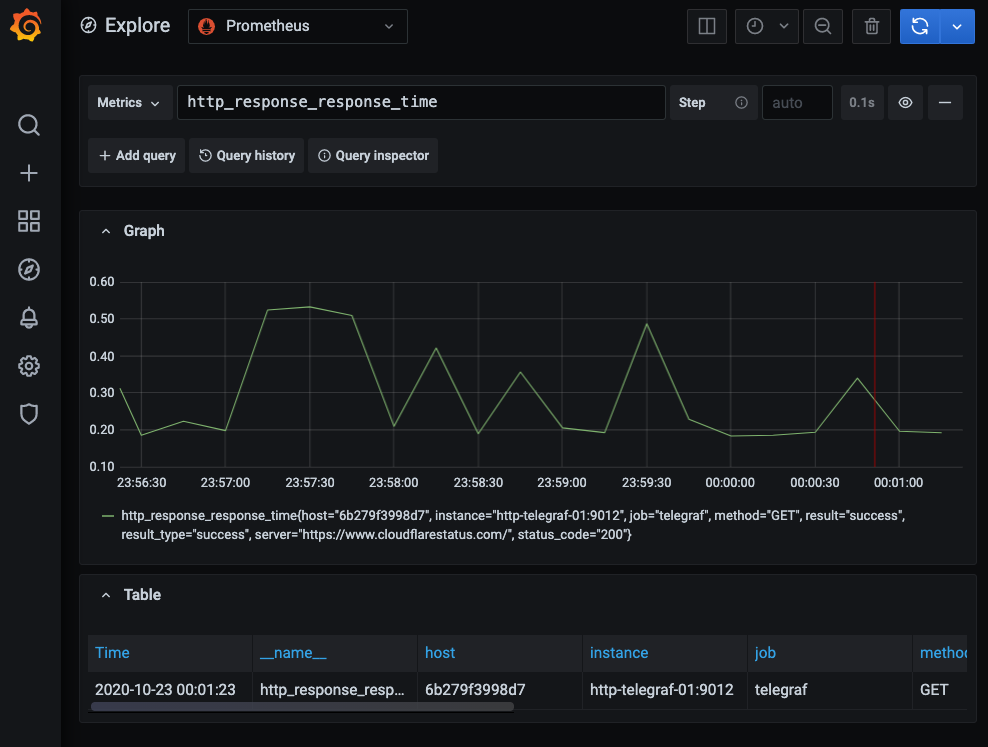 Explore
Prometheus
Metrics
http_response_response_time
Step
auto
0.1s
+ Add query
Query history
Query inspector
Graph
0.60
0.50
0.40
0.30
0.20
0.10
23:56:30 23:57:00 23:57:30 23:58:00 23:58:30 23:59:00 23:59:30 00:00:00 00:00:30 00:01:00
http_response_response_time{host="6b279f3998d7", instance="http-telegraf-01:9012", job="telegraf", method="GET", result="success",
result_type="success", server="https://www.cloudflarestatus.com/", status_code="200"}
Table
Time __name__ host instance job method
2020-10-23 00:01:23 http_response_resp... 6b279f3998d7 http-telegraf-01:9012 telegraf GET